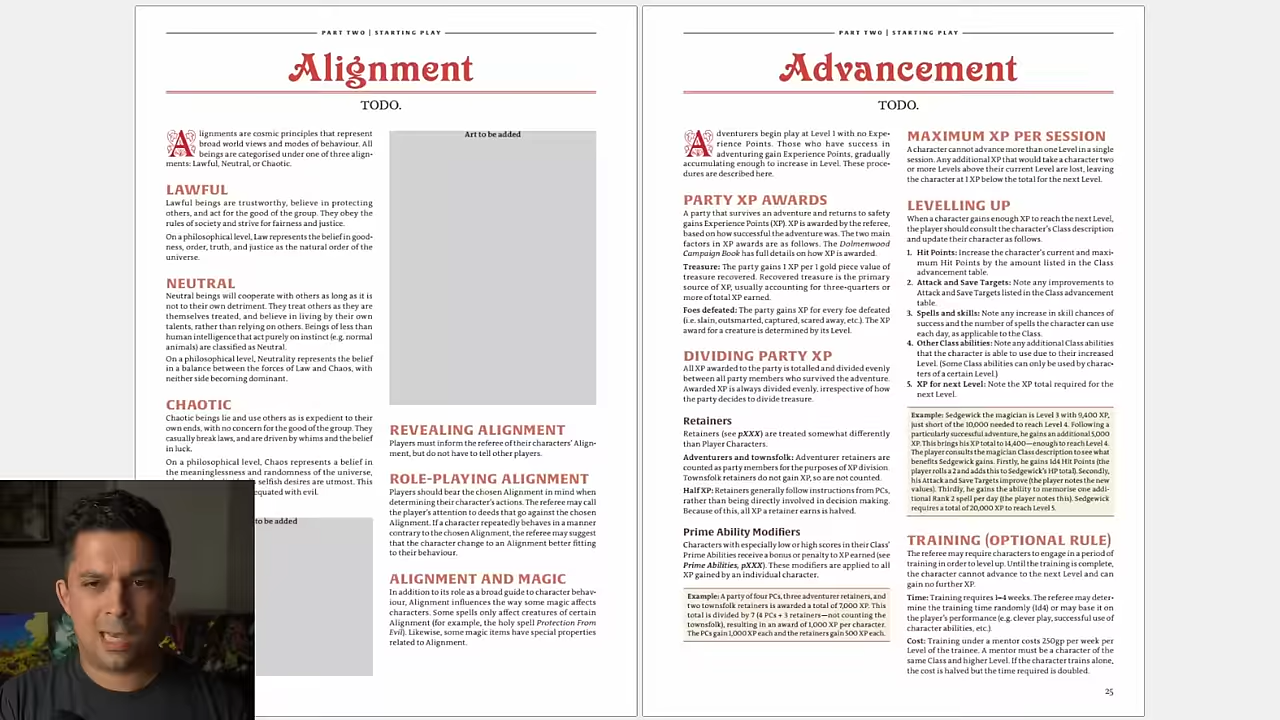 PART TWO | STARTING PLAY
Alignment
TODO.
Alignments are cosmic principles that represent
broad world views and modes of behaviour. All
beings are categorised under one of three align-
ments: Lawful, Neutral, or Chaotic.
LAWFUL
Lawful beings are trustworthy, believe in protecting
others, and act for the good of the group. They obey the
rules of society and strive for fairness and justice.
On a philosophical level, Law represents the belief in good-
ness, order, truth, and justice as the natural order of the
universe.
NEUTRAL
Neutral beings will cooperate with others as long as it is
not to their own detriment. They treat others as they are
themselves treated, and believe in living by their own
talents, rather than relying on others. Beings of less than
human intelligence that act purely on instinct (e.g. normal
animals) are classified as Neutral.
On a philosophical level, Neutrality represents the belief
in a balance between the forces of Law and Chaos, with
neither side becoming dominant.
CHAOTIC
Chaotic beings lie and use others as is expedient to their
own ends, with no concern for the good of the group. They
casually break laws, and are driven by whims and the belief
in luck.
On a philosophical level, Chaos represents a belief in
the meaninglessness and randomness of the universe,
selfish desires are utmost. This
equated with evil.
to be added
Art to be added
REVEALING ALIGNMENT
Players must inform the referee of their characters' Align-
ment, but do not have to tell other players.
ROLE-PLAYING ALIGNMENT
Players should bear the chosen Alignment in mind when
determining their character's actions. The referee may call
the player's attention to deeds that go against the chosen
Alignment. If a character repeatedly behaves in a manner
contrary to the chosen Alignment, the referee may suggest
that the character change to an Alignment better fitting
to their behaviour.
ALIGNMENT AND MAGIC
In addition to its role as a broad guide to character behav-
iour, Alignment influences the way some magic affects
characters. Some spells only affect creatures of certain
Alignment (for example, the holy spell Protection From
Evil). Likewise, some magic items have special properties
related to Alignment.
PART TWO | STARTING PLAY
Advancement
TODO.
Adventurers begin play at Level 1 with no Expe-
rience Points. Those who have success in
adventuring gain Experience Points, gradually
accumulating enough to increase in Level. These proce-
dures are described here.
PARTY XP AWARDS
A party that survives an adventure and returns to safety
gains Experience Points (XP). XP is awarded by the referee,
based on how successful the adventure was. The two main
factors in XP awards are as follows. The Dolmenwood
Campaign Book has full details on how XP is awarded.
Treasure: The party gains 1 XP per 1 gold piece value of
treasure recovered. Recovered treasure is the primary
source of XP, usually accounting for three-quarters or
more of total XP earned.
Foes defeated: The party gains XP for every foe defeated
(i.e. slain, outsmarted, captured, scared away, etc.). The XP
award for a creature is determined by its Level.
DIVIDING PARTY XP
All XP awarded to the party is totalled and divided evenly
between all party members who survived the adventure.
Awarded XP is always divided evenly, irrespective of how
the party decides to divide treasure.
Retainers
Retainers (see pXXX) are treated somewhat differently
than Player Characters.
Adventurers and townsfolk: Adventurer retainers are
counted as party members for the purposes of XP division.
Townsfolk retainers do not gain XP, so are not counted.
Half XP: Retainers generally follow instructions from PCs,
rather than being directly involved in decision making.
Because of this, all XP a retainer earns is halved.
Prime Ability Modifiers
Characters with especially low or high scores in their Class'
Prime Abilities receive a bonus or penalty to XP earned (see
Prime Abilities, pXXX). These modifiers are applied to all
XP gained by an individual character.
Example: A party of four PCs, three adventurer retainers, and
two townsfolk retainers is awarded a total of 7,000 XP. This
total is divided by 7 (4 PCs + 3 retainers—not counting the
townsfolk), resulting in an award of 1,000 XP per character.
The PCs gain 1,000 XP each and the retainers gain 500 XP each.
MAXIMUM XP PER SESSION
A character cannot advance more than one Level in a single
session. Any additional XP that would take a character two
or more Levels above their current Level are lost, leaving
the character at 1 XP below the total for the next Level.
LEVELLING UP
When a character gains enough XP to reach the next Level,
the player should consult the character's Class description
and update their character as follows.
1. Hit Points: Increase the character's current and maxi-
mum Hit Points by the amount listed in the Class
advancement table.
2. Attack and Save Targets: Note any improvements to
Attack and Save Targets listed in the Class advancement
table.
3. Spells and skills: Note any increase in skill chances of
success and the number of spells the character can use
each day, as applicable to the Class.
4. Other Class abilities: Note any additional Class abilities
that the character is able to use due to their increased
Level. (Some Class abilities can only be used by charac-
ters of a certain Level.)
5. XP for next Level: Note the XP total required for the
next Level.
Example: Sedgewick the magician is Level 3 with 9,400 XP,
just short of the 10,000 needed to reach Level 4. Following a
particularly successful adventure, he gains an additional 5,000
XP. This brings his XP total to 14,400—enough to reach Level 4.
The player consults the magician Class Description to see what
benefits Sedgewick gains. Firstly, he gains 1d4 Hit Points (the
player rolls a 2 and adds this to Sedgewick's HP total). Secondly,
his Attack and Save Targets improve (the player notes the new
values). Thirdly, he gains the ability to memorise one addi-
tional Rank 2 spell per day (the player notes this). Sedgewick
requires a total of 20,000 XP to reach Level 5.
TRAINING (OPTIONAL RULE)
The referee may require characters to engage in a period of
training in order to level up. Until the training is complete,
the character cannot advance to the next Level and can
gain no further XP.
Time: Training requires 1–4 weeks. The referee may deter-
mine the training time randomly (1d4) or may base it on
the player's performance (e.g. clever play, successful use of
character abilities, etc.).
Cost: Training under a mentor costs 250gp per week per
Level of the trainee. A mentor must be a character of the
same Class and higher Level. If the character trains alone,
the cost is halved but the time required is doubled.
25